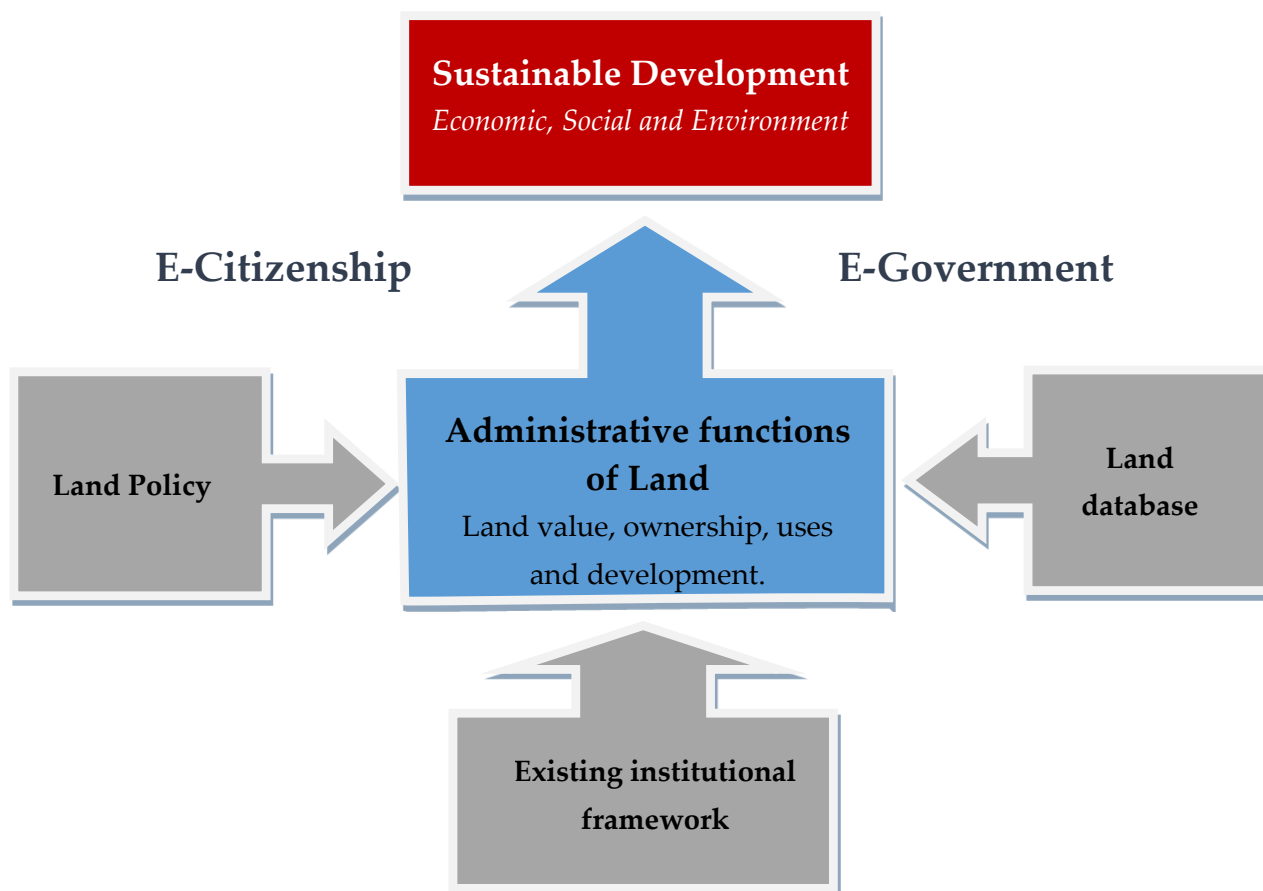 Sustainable Development
Economic, Social and Environment
E-Citizenship
E-Government
Land Policy
Administrative functions
of Land
Land value, ownership, uses
and development.
Land
database
Existing institutional
framework